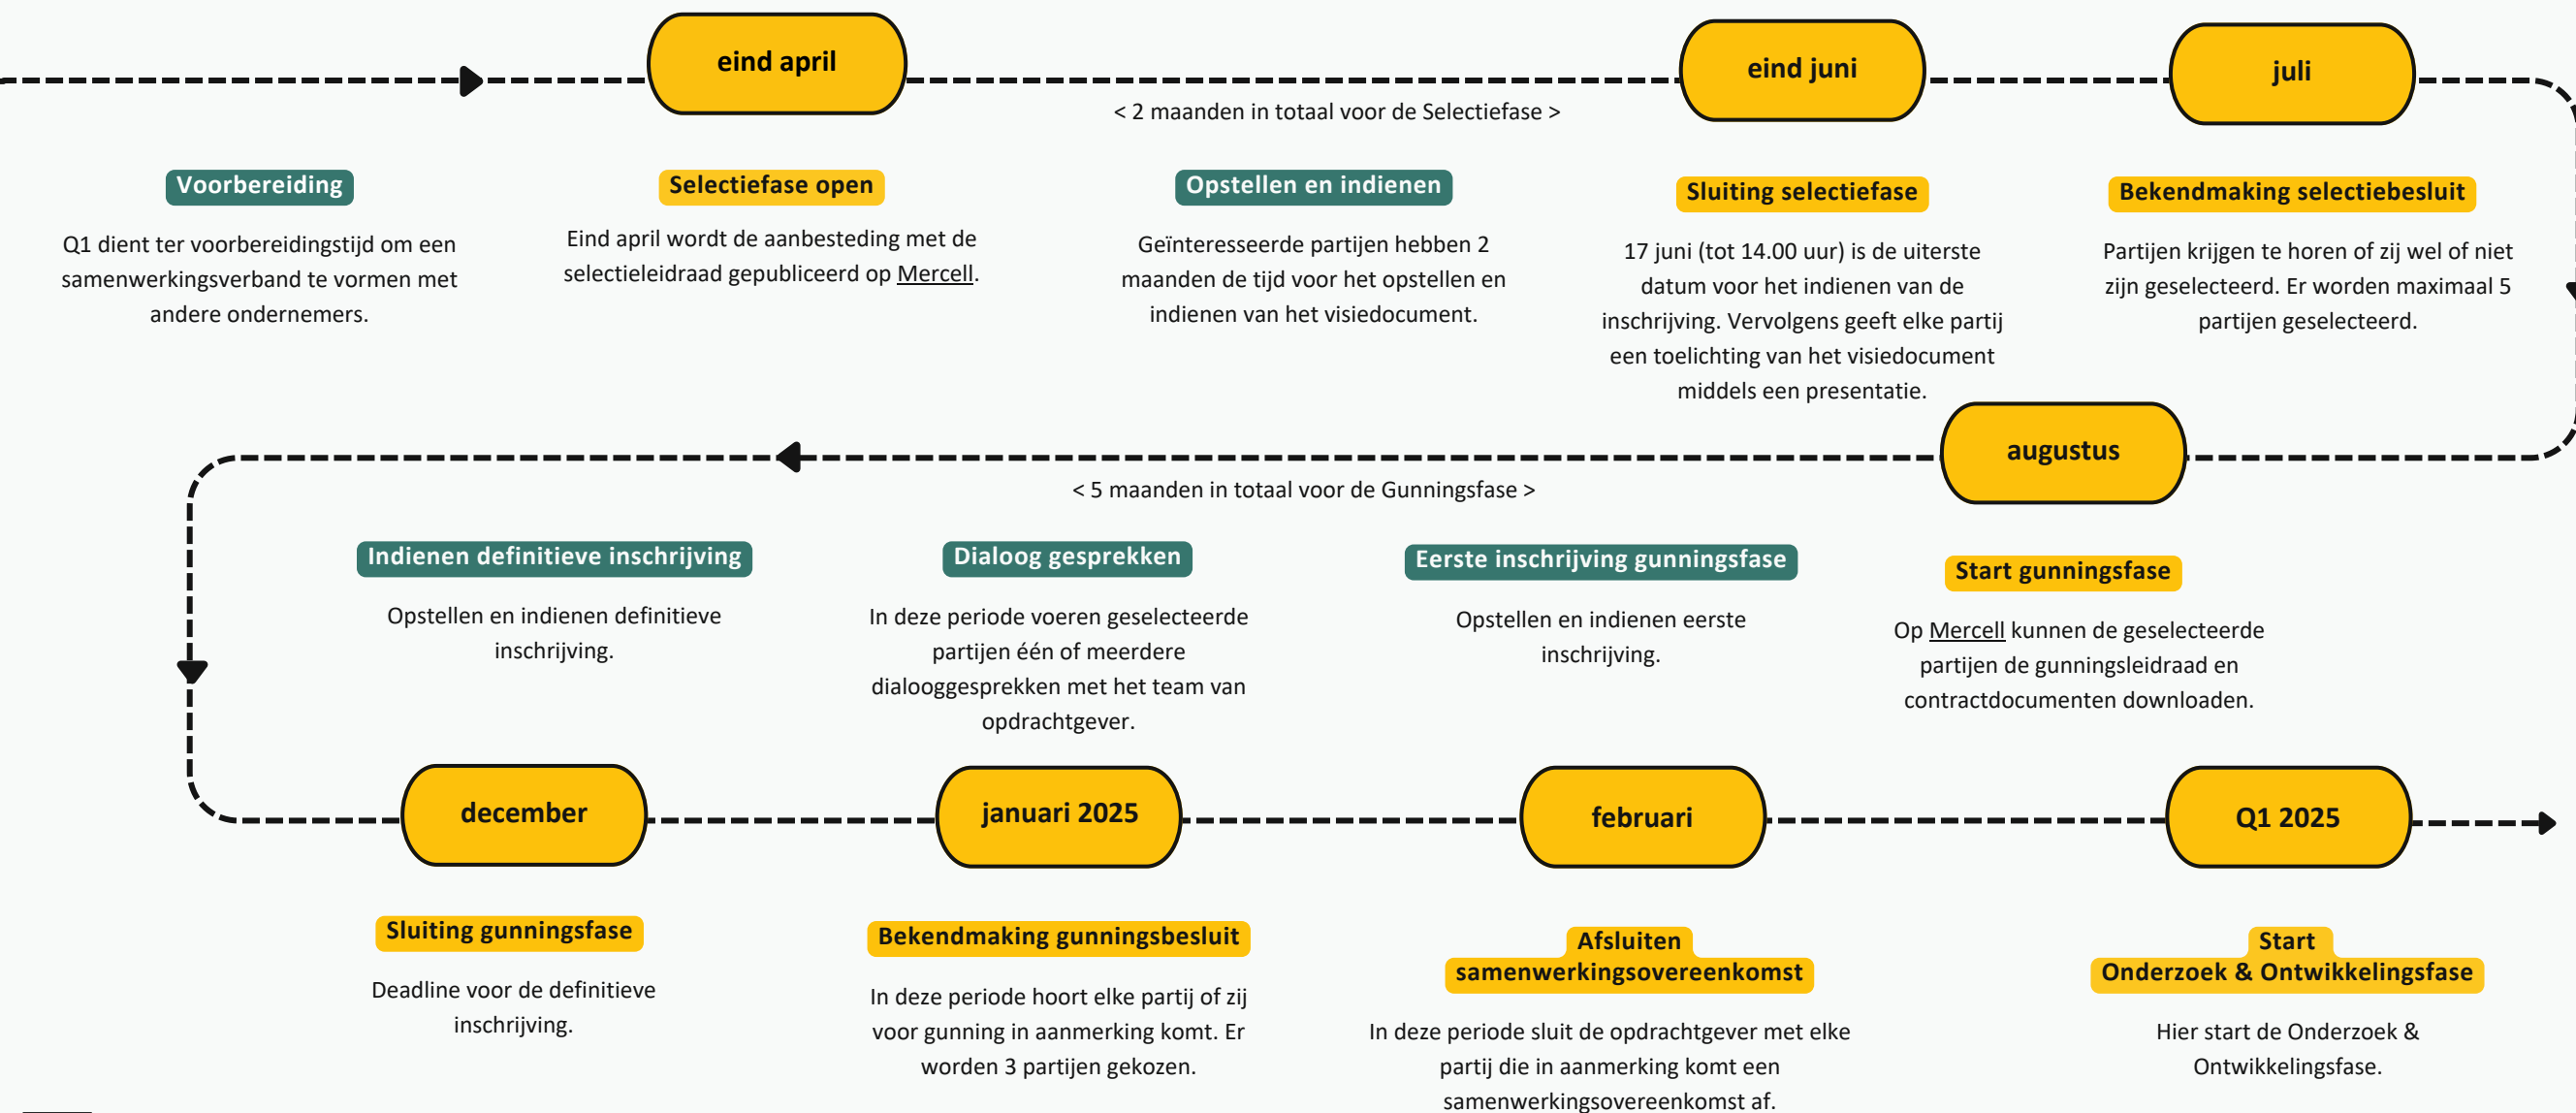 eind april
eind juni
juli
< 2 maanden in totaal voor de Selectiefase >
Voorbereiding
Q1 dient ter voorbereidingstijd om een
samenwerkingsverband te vormen met
andere ondernemers.
Selectiefase open
Eind april wordt de aanbesteding met de
selectieleidraad gepubliceerd op Mercell.
Opstellen en indienen
Geïnteresseerde partijen hebben 2
maanden de tijd voor het opstellen en
indienen van het visiedocument.
Sluiting selectiefase
17 juni (tot 14.00 uur) is de uiterste
datum voor het indienen van de
inschrijving. Vervolgens geeft elke partij
een toelichting van het visiedocument
middels een presentatie.
Bekendmaking selectiebesluit
Partijen krijgen te horen of zij wel of niet
zijn geselecteerd. Er worden maximaal 5
partijen geselecteerd.
augustus
< 5 maanden in totaal voor de Gunningsfase >
Start gunningsfase
Op Mercell kunnen de geselecteerde
partijen de gunningsleidraad en
contractdocumenten downloaden.
Eerste inschrijving gunningsfase
Opstellen en indienen eerste
inschrijving.
Dialoog gesprekken
In deze periode voeren geselecteerde
partijen één of meerdere
dialooggesprekken met het team van
opdrachtgever.
Indienen definitieve inschrijving
Opstellen en indienen definitieve
inschrijving.
december
januari 2025
februari
Q1 2025
Sluiting gunningsfase
Deadline voor de definitieve
inschrijving.
Bekendmaking gunningsbesluit
In deze periode hoort elke partij of zij
voor gunning in aanmerking komt. Er
worden 3 partijen gekozen.
Afsluiten
samenwerkingsovereenkomst
In deze periode sluit de opdrachtgever met elke
partij die in aanmerking komt een
samenwerkingsovereenkomst af.
Start
Onderzoek & Ontwikkelingsfase
Hier start de Onderzoek &
Ontwikkelingsfase.